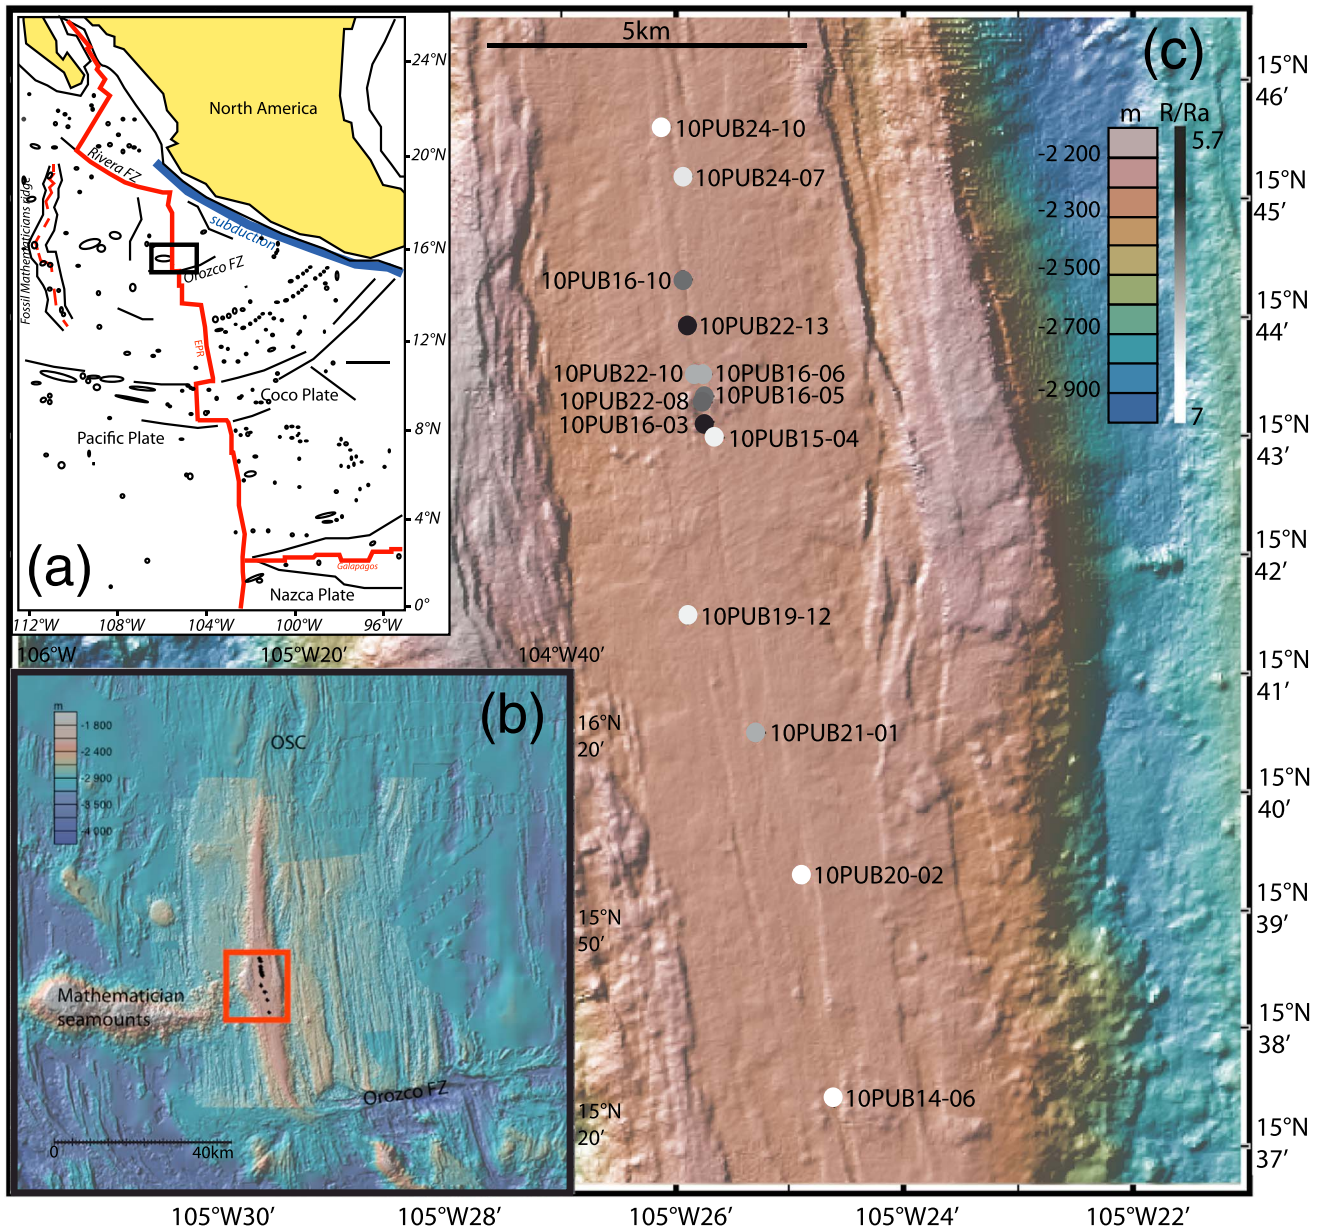 (a)
North America
24°N
20°N
16°N
12°N
8°N
4°N
0°
Rivera FZ
subduction
Orozco FZ
Fossil Mathematicians ridge
EPR
Coco Plate
Pacific Plate
Galapagos
Nazca Plate
112°W
108°W
104°W
100°W
96°W
106°W
105°W20’
104°W40’
(b)
m
-1 800
-2 400
-2 900
-3 500
-4 000
OSC
Mathematician
seamounts
Orozco FZ
0
40km
16°N
20’
15°N
50’
15°N
20’
(c)
5km
m
-2 200
-2 300
-2 500
-2 700
-2 900
R/Ra
5.7
7
10PUB24-10
10PUB24-07
10PUB16-10
10PUB22-13
10PUB22-10
10PUB16-06
10PUB16-05
10PUB22-08
10PUB16-03
10PUB15-04
10PUB19-12
10PUB21-01
10PUB20-02
10PUB14-06
15°N
46’
15°N
45’
15°N
44’
15°N
43’
15°N
42’
15°N
41’
15°N
40’
15°N
39’
15°N
38’
15°N
37’
105°W30’
105°W28’
105°W26’
105°W24’
105°W22’